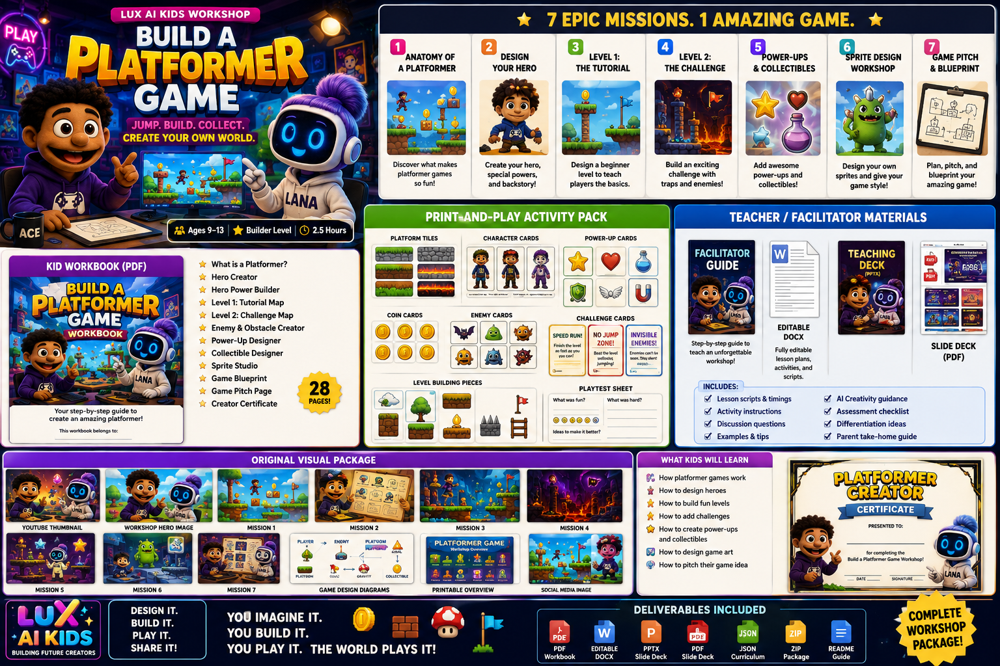 LUX AI KIDS WORKSHOP
BUILD A
PLATFORMER
GAME
JUMP. BUILD. COLLECT.
CREATE YOUR OWN WORLD.
PLAY
LANA
ACE
Ages 9–13
Builder Level
2.5 Hours
7 EPIC MISSIONS. 1 AMAZING GAME.
1
ANATOMY OF
A PLATFORMER
Discover what makes
platformer games
so fun!
2
DESIGN
YOUR HERO
Create your hero,
special powers,
and backstory!
3
LEVEL 1:
THE TUTORIAL
Design a beginner
level to teach
players the basics.
4
LEVEL 2:
THE CHALLENGE
Build an exciting
challenge with
traps and enemies!
5
POWER-UPS
& COLLECTIBLES
Add awesome
power-ups and
collectibles!
6
SPRITE DESIGN
WORKSHOP
Design your own
sprites and give your
game style!
7
GAME PITCH
& BLUEPRINT
Plan, pitch, and
blueprint your
amazing game!
KID WORKBOOK (PDF)
BUILD A
PLATFORMER
GAME
WORKBOOK
LANA
Your step-by-step guide to
create an amazing platformer!
This workbook belongs to:
What is a Platformer?
Hero Creator
Hero Power Builder
Level 1: Tutorial Map
Level 2: Challenge Map
Enemy & Obstacle Creator
Power-Up Designer
Collectible Designer
Sprite Studio
Game Blueprint
Game Pitch Page
Creator Certificate
28
PAGES!
PRINT-AND-PLAY ACTIVITY PACK
PLATFORM TILES
CHARACTER CARDS
POWER-UP CARDS
COIN CARDS
ENEMY CARDS
CHALLENGE CARDS
SPEED RUN!
Finish the level
as fast as you
can!
NO JUMP
ZONE!
Beat the level
without
jumping!
INVISIBLE
ENEMIES!
Enemies can't be
seen.
LEVEL BUILDING PIECES
PLAYTEST SHEET
What was fun?
What was hard?
Ideas to make it better?
TEACHER / FACILITATOR MATERIALS
FACILITATOR
GUIDE
Step-by-step guide to
teach an unforgettable
workshop!
W
EDITABLE
DOCX
Fully editable
lesson plans,
activities, and
scripts.
TEACHING
DECK
(PPTX)
SLIDE DECK
(PDF)
INCLUDES:
Lesson scripts & timings
Activity instructions
Discussion questions
Examples & tips
AI Creativity guidance
Assessment checklist
Differentiation ideas
Parent take-home guide
ORIGINAL VISUAL PACKAGE
YOUTUBE THUMBNAIL
WORKSHOP HERO IMAGE
MISSION 1
MISSION 2
MISSION 3
MISSION 4
PLAYER
ENEMY
PLATFORM
GRAVITY
COLLECTIBLE
PLATFORMER GAME
Workshop Overview
MISSION 5
MISSION 6
MISSION 7
GAME DESIGN DIAGRAMS
PRINTABLE OVERVIEW
SOCIAL MEDIA IMAGE
WHAT KIDS WILL LEARN
How platformer games work
How to design heroes
How to build fun levels
How to add challenges
How to create power-ups
and collectibles
How to design game art
How to pitch their game idea
PLATFORMER
CREATOR
CERTIFICATE
PRESENTED TO:
for completing the
Build a Platformer Game Workshop!
DATE
SIGNATURE
LANA
LUX
AI KIDS
BUILDING FUTURE CREATORS
DESIGN IT.
BUILD IT.
PLAY IT.
SHARE IT!
YOU IMAGINE IT.
YOU BUILD IT.
YOU PLAY IT. THE WORLD PLAYS IT!
DELIVERABLES INCLUDED
PDF
Workbook
W
EDITABLE
DOCX
P
PPTX
Slide Deck
PDF
Slide Deck
JSON
JSON
Curriculum
ZIP
ZIP
Package
README
Guide
COMPLETE
WORKSHOP
PACKAGE!